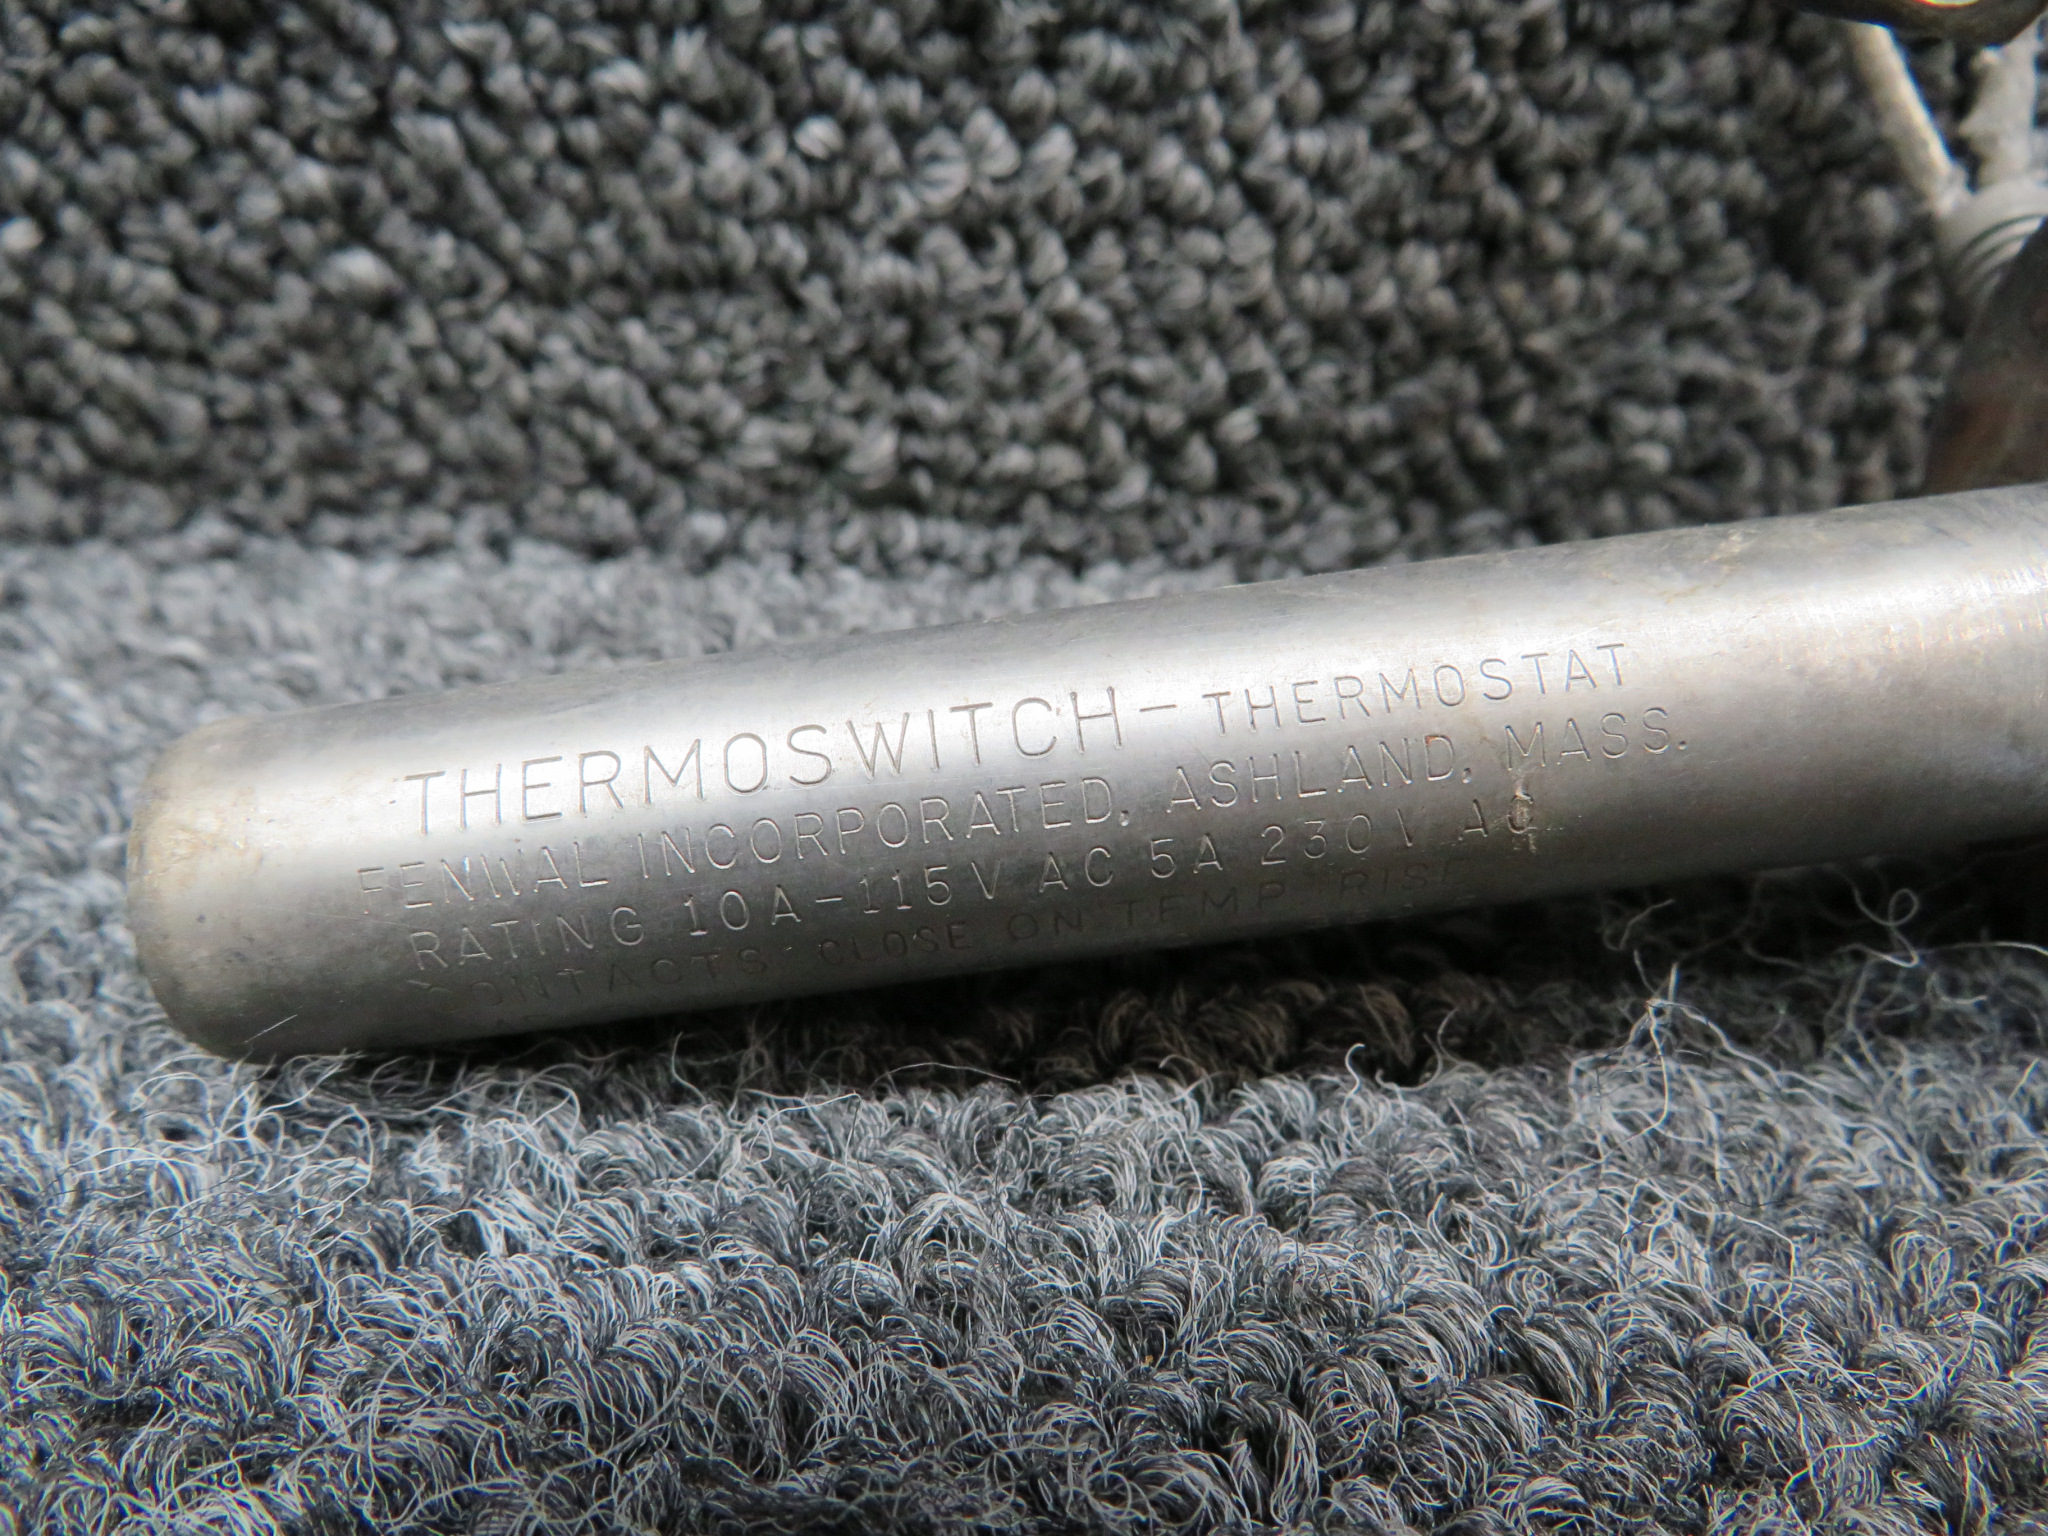 THERMOSWITCH - THERMOSTAT
FENWAL INCORPORATED, ASHLAND, MASS.
RATING 10A-115V AC 5A 230V AC
CONTACTS CLOSE ON TEMP RISE